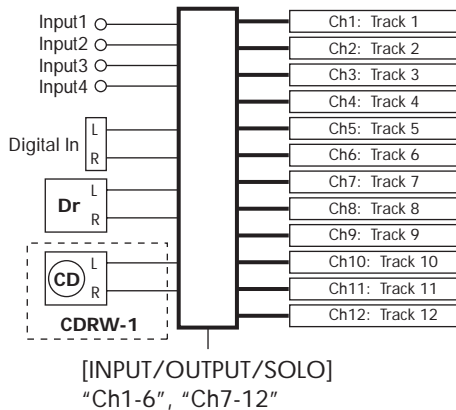 Input1
Input2
Input3
Input4
Digital In
L
R
Dr
L
R
CD
L
R
CDRW-1
Ch1: Track 1
Ch2: Track 2
Ch3: Track 3
Ch4: Track 4
Ch5: Track 5
Ch6: Track 6
Ch7: Track 7
Ch8: Track 8
Ch9: Track 9
Ch10: Track 10
Ch11: Track 11
Ch12: Track 12
[INPUT/OUTPUT/SOLO]
“Ch1-6”, “Ch7-12”